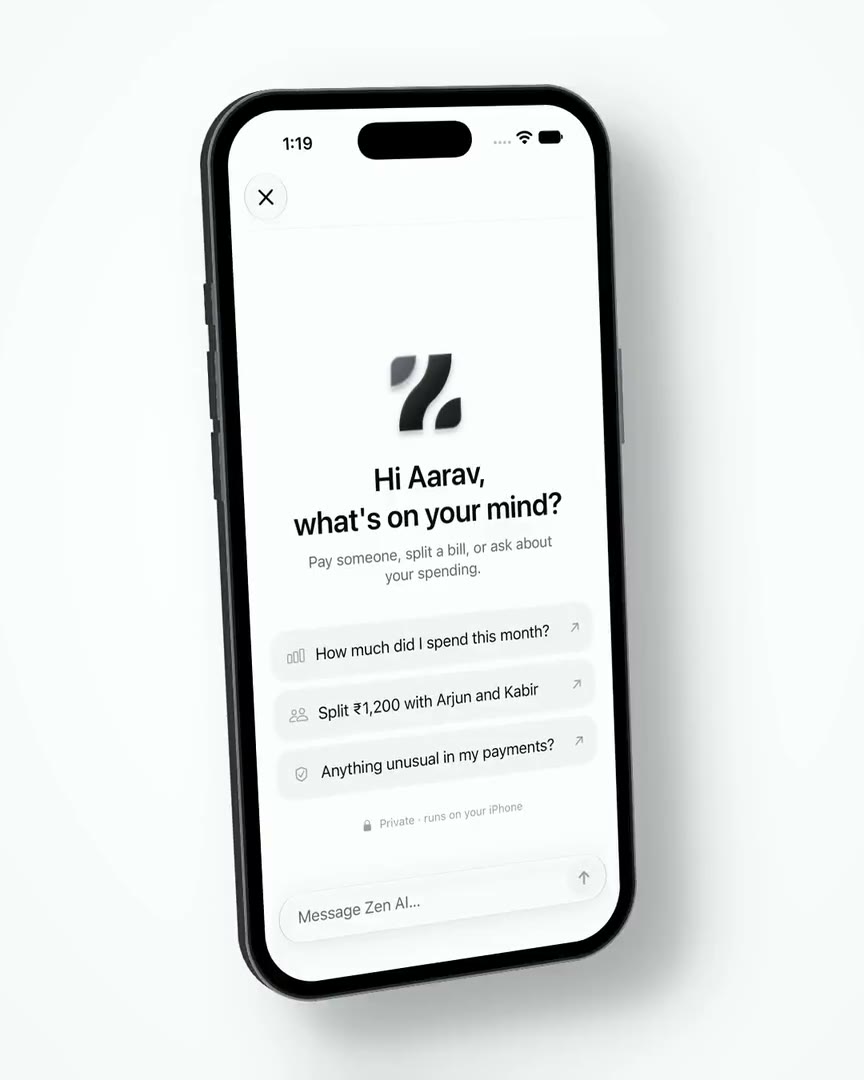 1:19
Hi Aarav,
what's on your mind?
Pay someone, split a bill, or ask about
your spending.
How much did I spend this month?
Split ₹1,200 with Arjun and Kabir
Anything unusual in my payments?
Private · runs on your iPhone
Message Zen AI...